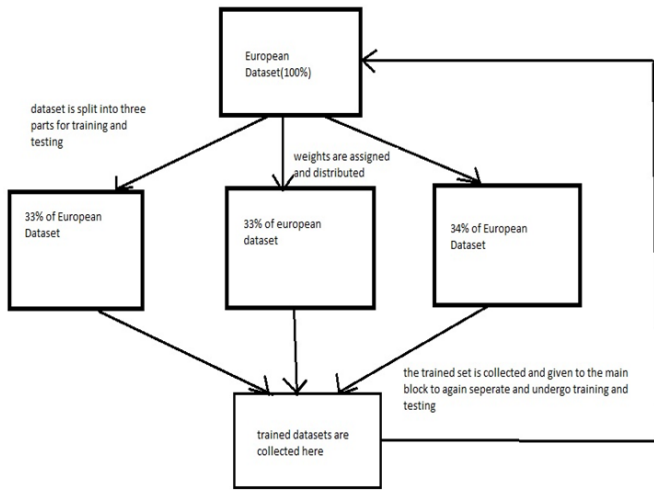 European
Dataset(100%)
dataset is split into three
parts for training and
testing
weights are assigned
and distributed
33% of European
Dataset
33% of european
dataset
34% of European
Dataset
the trained set is collected and given to the main
block to again seperate and undergo training and
testing
trained datasets are
collected here